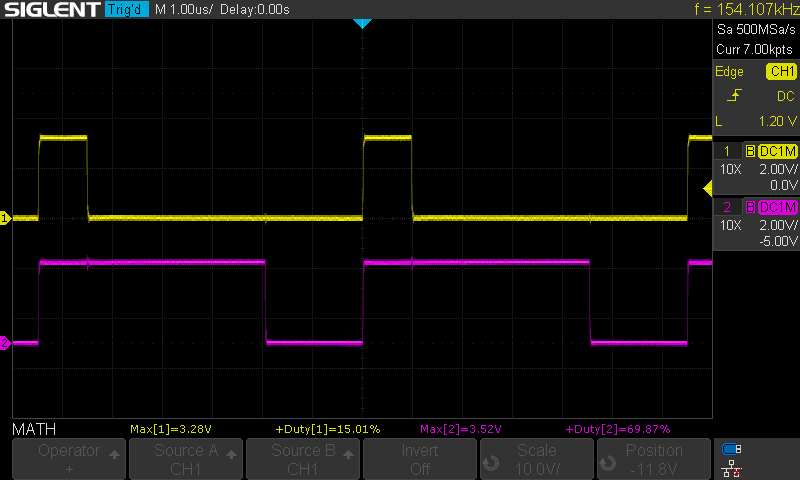 SIGLENT Trig'd M 1.00us/ Delay:0.00s f = 154.107kHz
Sa 500MSa/s
Curr 7.00kpts
Edge CH1
DC
L 1.20 V
1 B DC1M
10X 2.00V/
0.0V
2 B DC1M
10X 2.00V/
-5.00V
1
2
MATH Max[1]=3.28V +Duty[1]=15.01% Max[2]=3.52V +Duty[2]=69.87%
Operator Source A Source B Invert Scale Position
+ CH1 CH1 Off 10.0V/ -11.8V